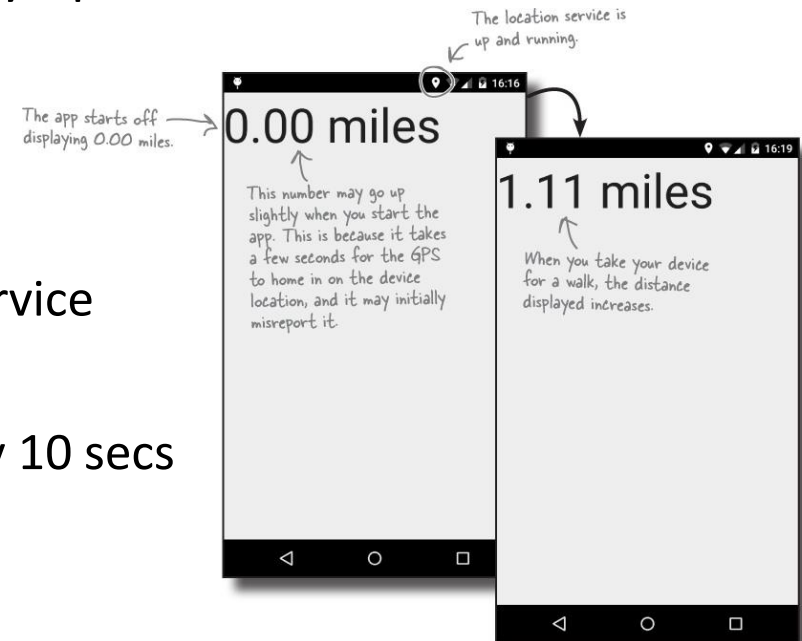 The location service is
up and running.
16:16
The app starts off
displaying 0.00 miles.
0.00 miles
16:19
1.11 miles
This number may go up
slightly when you start the
app. This is because it takes
a few seconds for the GPS
to home in on the device
location, and it may initially
misreport it.
When you take your device
for a walk, the distance
displayed increases.
rvice
10 secs